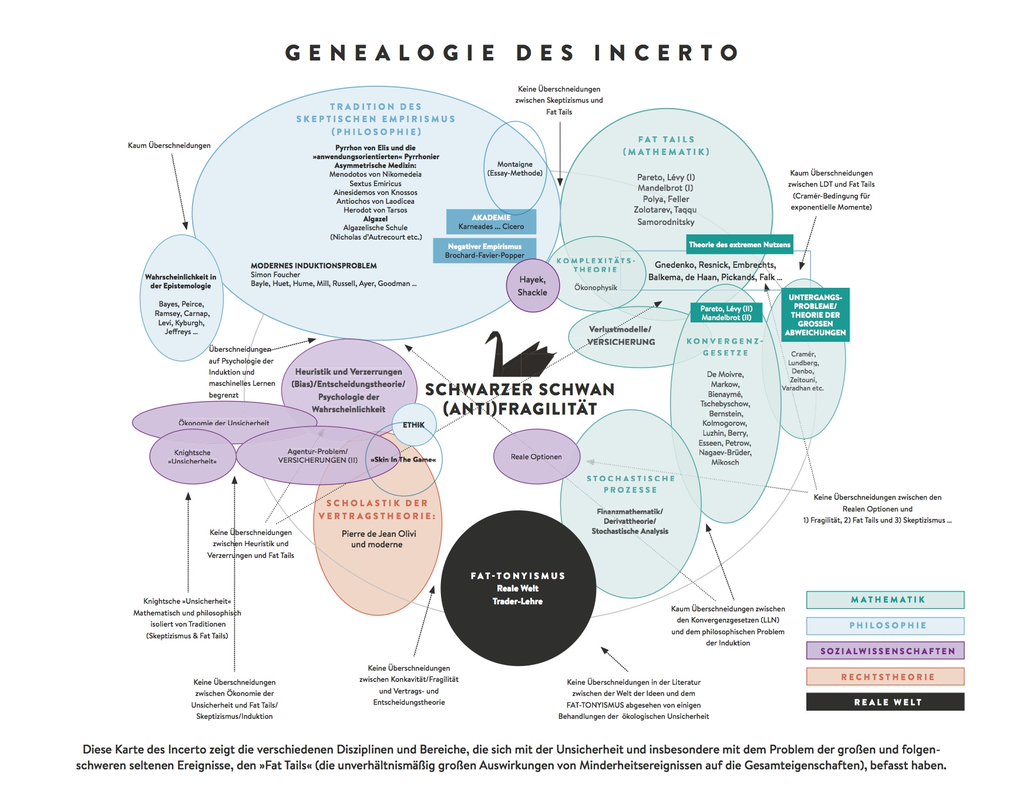 GENEALOGIE DES INCERTO
Keine Überschneidungen
zwischen Skeptizismus und
Fat Tails
TRADITION DES
SKEPTISCHEN EMPIRISMUS
(PHILOSOPHIE)
Pyrrhon von Elis und die
»anwendungsorientierten« Pyrrhonier
Asymmetrische Medizin:
Menodotos von Nikomedeia
Sextus Emiricus
Ainesidemos von Knossos
Antiochos von Laodicea
Herodot von Tarsos
Algazel
Algazelische Schule
(Nicholas d'Autrecourt etc.)
Kaum Überschneidungen
Montaigne
(Essay-Methode)
AKADEMIE
Karneades ... Cicero
Negativer Empirismus
Brochard-Favier-Popper
MODERNES INDUKTIONSPROBLEM
Simon Foucher
Bayle, Huet, Hume, Mill, Russell, Ayer, Goodman ...
FAT TAILS
(MATHEMATIK)
Pareto, Lévy (I)
Mandelbrot (I)
Polya, Feller
Zolotarev, Taqqu
Samorodnitsky
Kaum Überschneidungen
zwischen LDT und Fat Tails
(Cramér-Bedingung für
exponentielle Momente)
Theorie des extremen Nutzens
Gnedenko, Resnick, Embrechts,
Balkema, de Haan, Pickands, Falk ...
KOMPLEXITÄTS-
THEORIE
Ökonophysik
Hayek,
Shackle
Wahrscheinlichkeit in
der Epistemologie
Bayes, Peirce,
Ramsey, Carnap,
Levi, Kyburgh,
Jeffreys ...
Pareto, Lévy (II)
Mandelbrot (II)
UNTERGANGS-
PROBLEME/
THEORIE DER
GROSSEN
ABWEICHUNGEN
Cramér,
Lundberg,
Denbo,
Zeitouni,
Varadhan etc.
Verlustmodelle/
VERSICHERUNG
KONVERGENZ-
GESETZE
De Moivre,
Markow,
Bienaymé,
Tschebyschow,
Bernstein,
Kolmogorow,
Luzhin, Berry,
Esseen, Petrow,
Nagaev-Brüder,
Mikosch
Überschneidungen
auf Psychologie der
Induktion und
maschinelles Lernen
begrenzt
Heuristik und Verzerrungen
(Bias)/Entscheidungstheorie/
Psychologie der
Wahrscheinlichkeit
SCHWARZER SCHWAN
(ANTI)FRAGILITÄT
Ökonomie der Unsicherheit
ETHIK
Knightsche
»Unsicherheit«
Agentur-Problem/
VERSICHERUNGEN (II)
»Skin In The Game«
Reale Optionen
STOCHASTISCHE
PROZESSE
Finanzmathematik/
Derivattheorie/
Stochastische Analysis
SCHOLASTIK DER
VERTRAGSTHEORIE:
Pierre de Jean Olivi
und moderne
Keine Überschneidungen zwischen den
Realen Optionen und
1) Fragilität, 2) Fat Tails und 3) Skeptizismus ...
Keine Überschneidungen
zwischen Heuristik und
Verzerrungen und Fat Tails
FAT-TONYISMUS
Reale Welt
Trader-Lehre
Knightsche »Unsicherheit«
Mathematisch und philosophisch
isoliert von Traditionen
(Skeptizismus & Fat Tails)
Kaum Überschneidungen zwischen
den Konvergenzgesetzen (LLN)
und dem philosophischen Problem
der Induktion
MATHEMATIK
PHILOSOPHIE
SOZIALWISSENSCHAFTEN
RECHTSTHEORIE
REALE WELT
Keine Überschneidungen
zwischen Ökonomie der
Unsicherheit und Fat Tails/
Skeptizismus/Induktion
Keine Überschneidungen
zwischen Konkavität/Fragilität
und Vertrags- und
Entscheidungstheorie
Keine Überschneidungen in der Literatur
zwischen der Welt der Ideen und dem
FAT-TONYISMUS abgesehen von einigen
Behandlungen der ökologischen Unsicherheit
Diese Karte des Incerto zeigt die verschiedenen Disziplinen und Bereiche, die sich mit der Unsicherheit und insbesondere mit dem Problem der großen und folgen-
schweren seltenen Ereignisse, den »Fat Tails« (die unverhältnismäßig großen Auswirkungen von Minderheitsereignissen auf die Gesamteigenschaften), befasst haben.